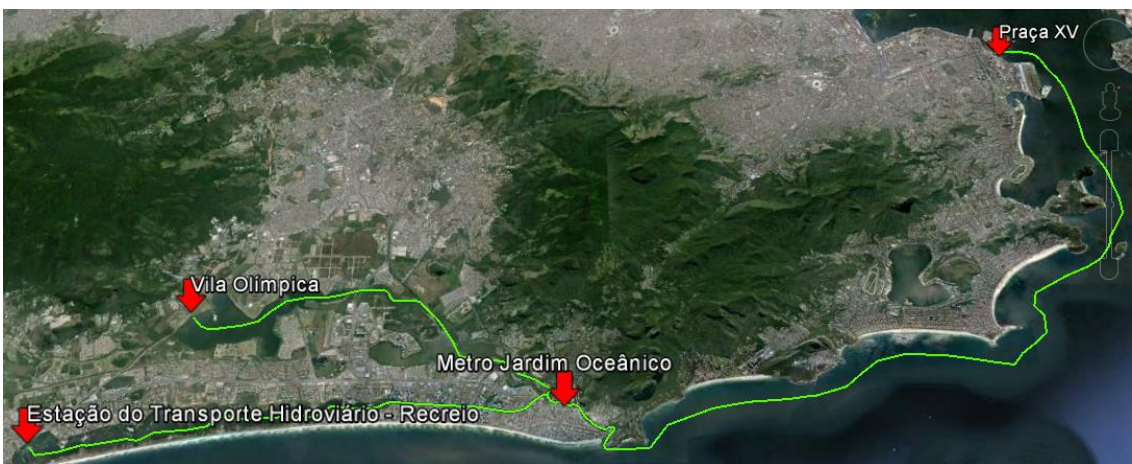 Praça XV
Vila Olímpica
Metro Jardim Oceânico
Estação do Transporte Hidroviário - Recreio